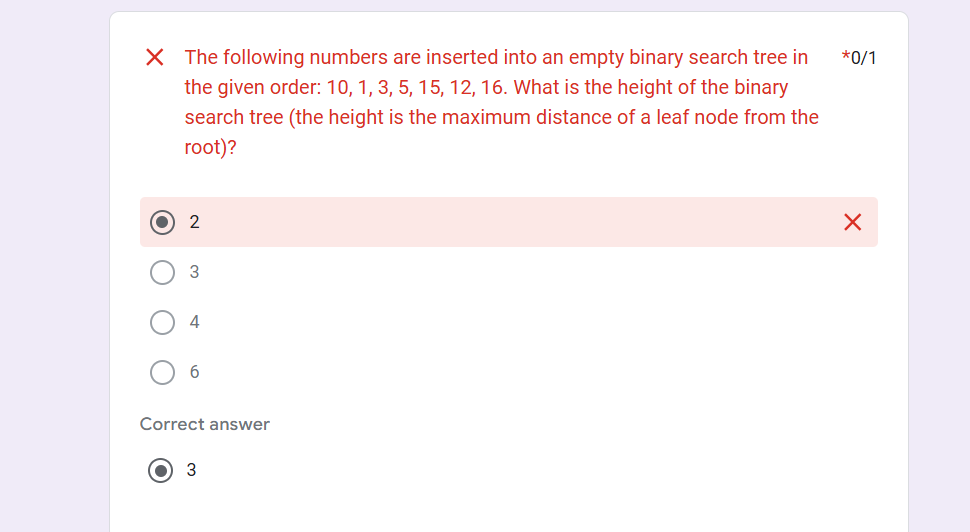 The following numbers are inserted into an empty binary search tree in
*0/1
the given order: 10, 1, 3, 5, 15, 12, 16. What is the height of the binary
search tree (the height is the maximum distance of a leaf node from the
root)?
2
3
4
6
Correct answer
3